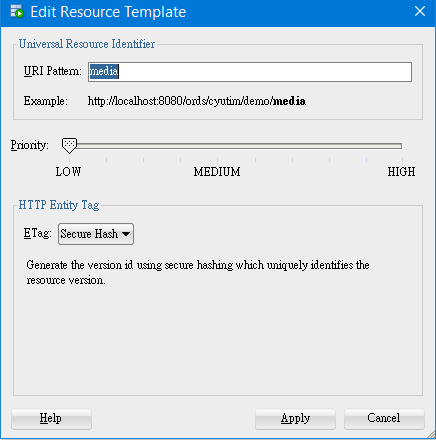 Edit Resource Template
Universal Resource Identifier
URI Pattern: media
Example: http://localhost:8080/ords/cyutim/demo/media
Priority:
LOW MEDIUM HIGH
HTTP Entity Tag
ETag: Secure Hash
Generate the version id using secure hashing which uniquely identifies the
resource version.
Help Apply Cancel